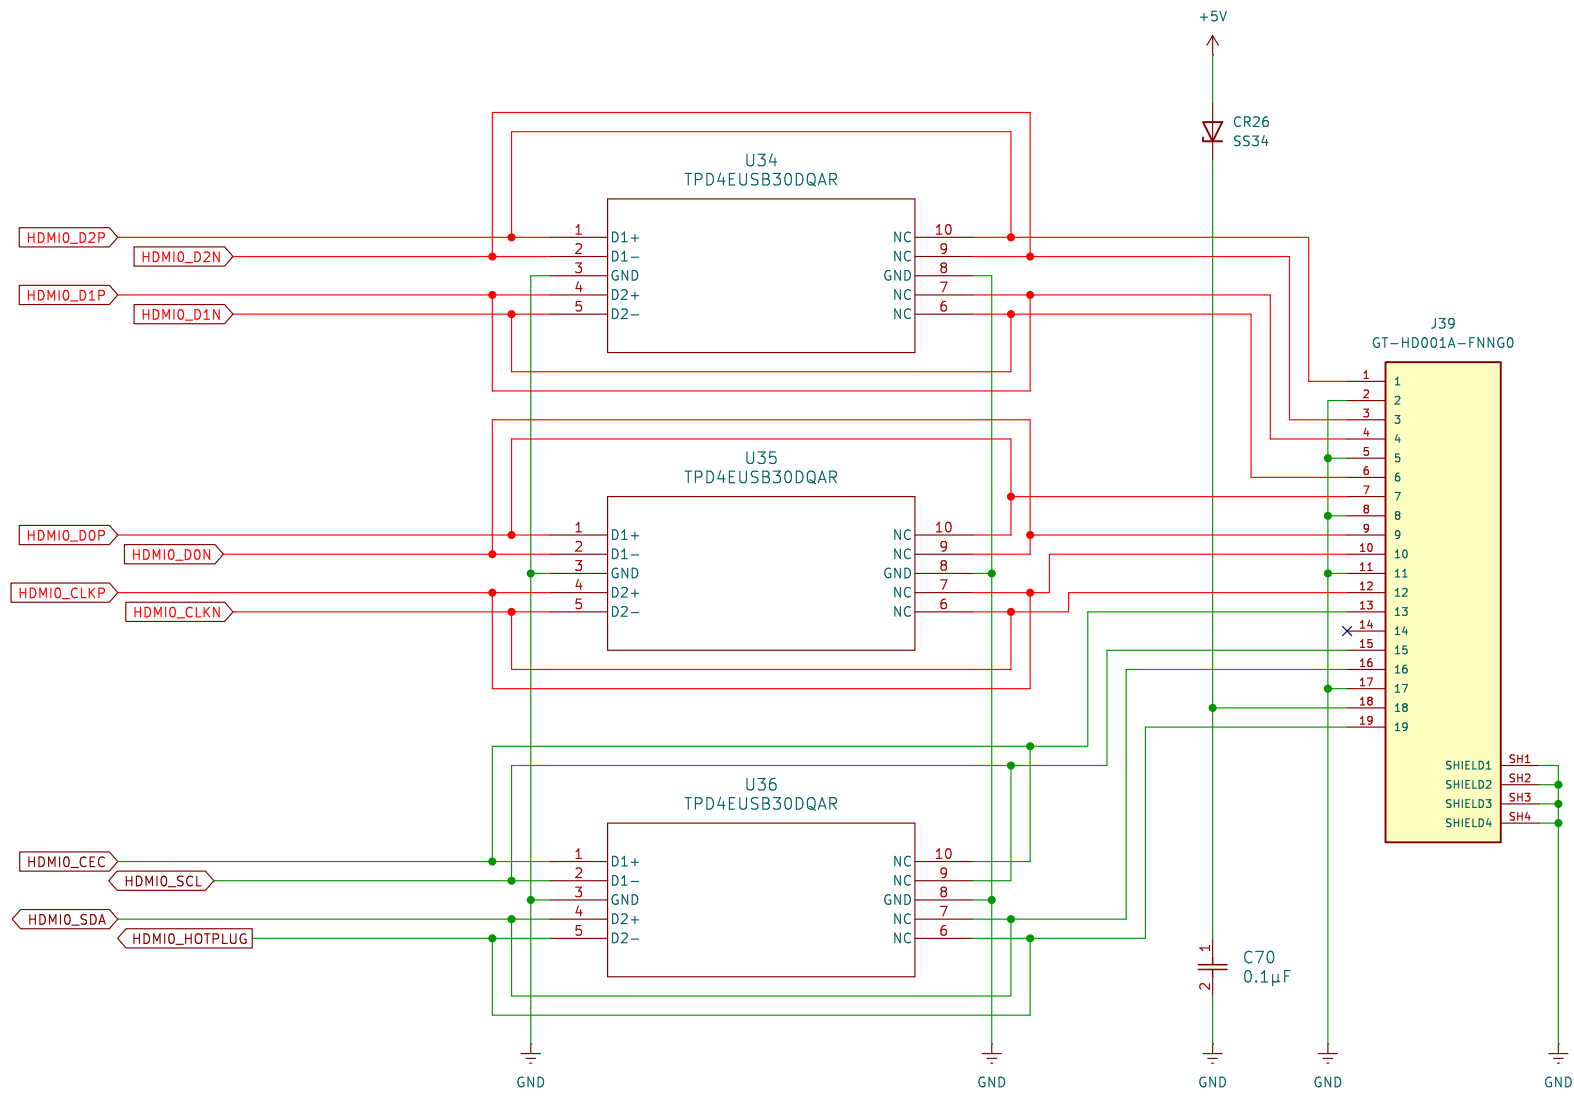 +5V
CR26
SS34
U34
TPD4EUSB30DQAR
HDMI0_D2P
HDMI0_D2N
HDMI0_D1P
HDMI0_D1N
1 D1+ NC 10
2 D1- NC 9
3 GND GND 8
4 D2+ NC 7
5 D2- NC 6
J39
GT-HD001A-FNNG0
1 1
2 2
3 3
4 4
5 5
6 6
7 7
8 8
9 9
10 10
11 11
12 12
13 13
14 14
15 15
16 16
17 17
18 18
19 19
SHIELD1 SH1
SHIELD2 SH2
SHIELD3 SH3
SHIELD4 SH4
U35
TPD4EUSB30DQAR
HDMI0_D0P
HDMI0_D0N
HDMI0_CLKP
HDMI0_CLKN
1 D1+ NC 10
2 D1- NC 9
3 GND GND 8
4 D2+ NC 7
5 D2- NC 6
U36
TPD4EUSB30DQAR
HDMI0_CEC
HDMI0_SCL
HDMI0_SDA
HDMI0_HOTPLUG
1 D1+ NC 10
2 D1- NC 9
3 GND GND 8
4 D2+ NC 7
5 D2- NC 6
1
C70
0.1µF
2
GND GND GND GND GND